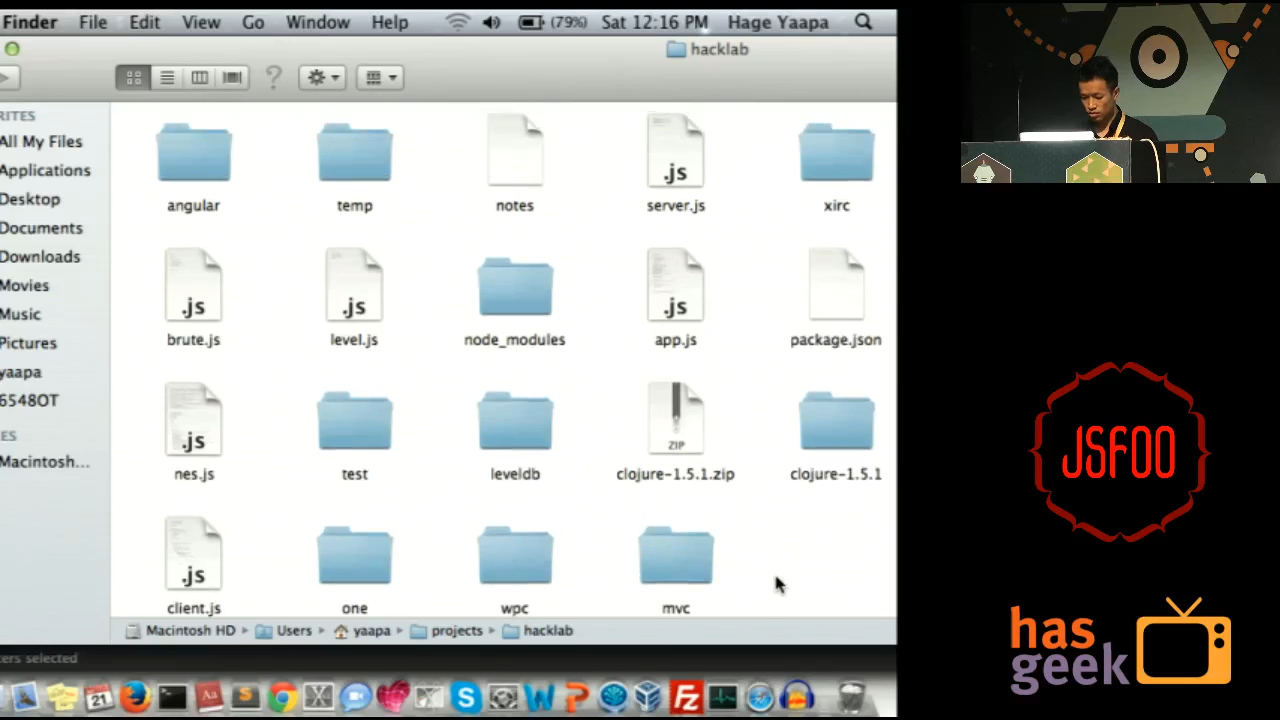 Finder File Edit View Go Window Help (79%) Sat 12:16 PM Hage Yaapa
hacklab
RITES
All My Files
Applications
Desktop
Documents
Downloads
Movies
Music
Pictures
yaapa
6548OT
ES
Macintosh...
angular temp notes server.js xirc
.js
brute.js level.js node_modules app.js package.json
.js .js .js
nes.js test leveldb clojure-1.5.1.zip clojure-1.5.1
.js ZIP
client.js one wpc mvc
.js
Macintosh HD Users yaapa projects hacklab
ers selected
21
Aa
S
X
S
W
P
Fz
JSFOO
has
geek